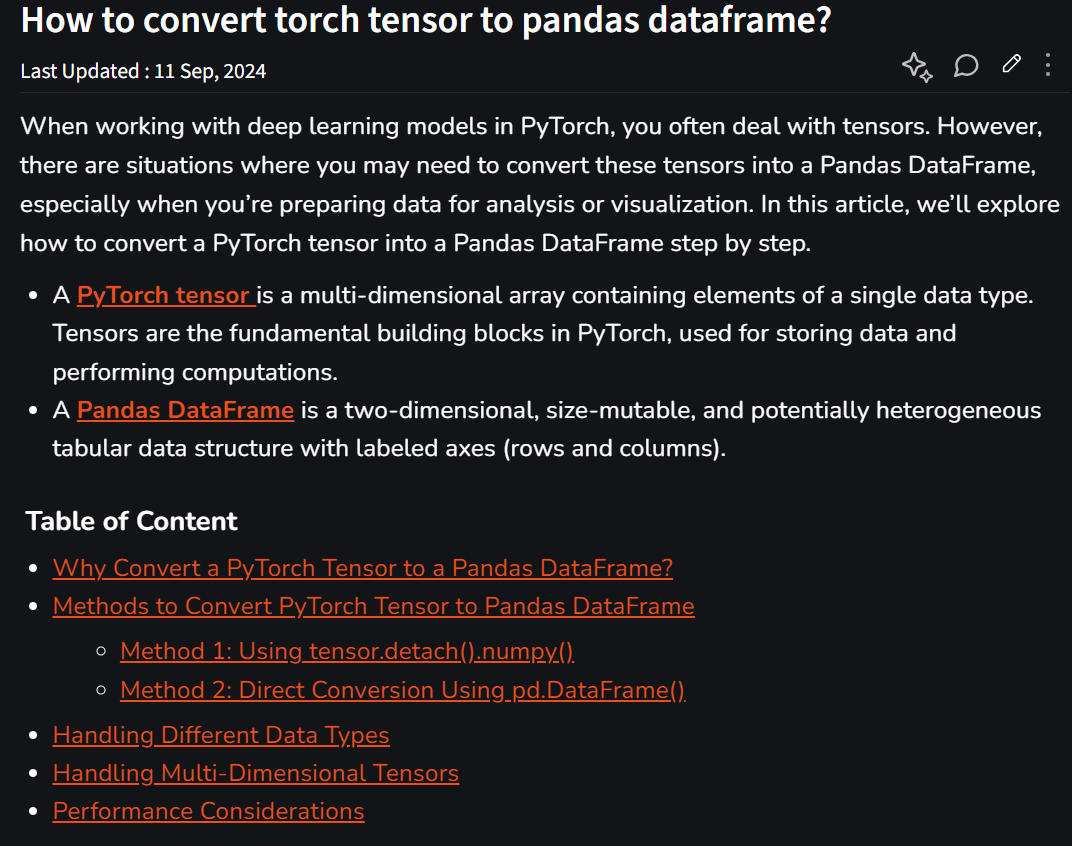 How to convert torch tensor to pandas dataframe?
Last Updated : 11 Sep, 2024
When working with deep learning models in PyTorch, you often deal with tensors. However,
there are situations where you may need to convert these tensors into a Pandas DataFrame,
especially when you’re preparing data for analysis or visualization. In this article, we’ll explore
how to convert a PyTorch tensor into a Pandas DataFrame step by step.
A PyTorch tensor is a multi-dimensional array containing elements of a single data type.
Tensors are the fundamental building blocks in PyTorch, used for storing data and
performing computations.
A Pandas DataFrame is a two-dimensional, size-mutable, and potentially heterogeneous
tabular data structure with labeled axes (rows and columns).
Table of Content
Why Convert a PyTorch Tensor to a Pandas DataFrame?
Methods to Convert PyTorch Tensor to Pandas DataFrame
Method 1: Using tensor.detach().numpy()
Method 2: Direct Conversion Using pd.DataFrame()
Handling Different Data Types
Handling Multi-Dimensional Tensors
Performance Considerations